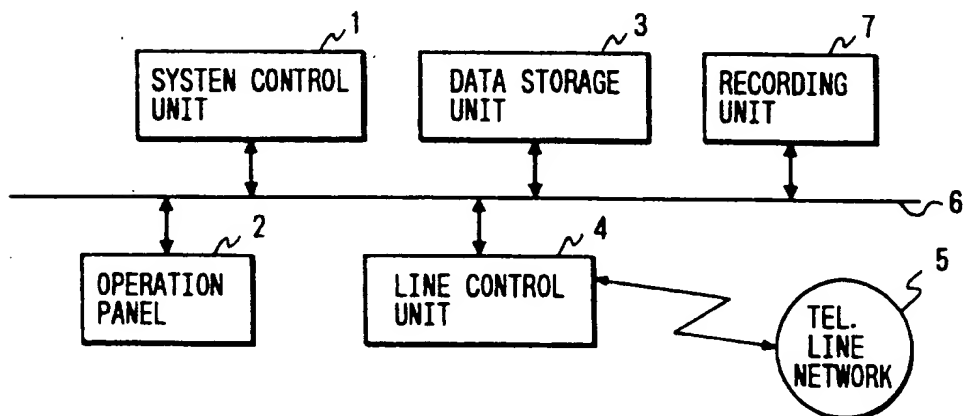 1
3
7
SYSTEN CONTROL
UNIT
DATA STORAGE
UNIT
RECORDING
UNIT
6
2
4
5
OPERATION
PANEL
LINE CONTROL
UNIT
TEL.
LINE
NETWORK